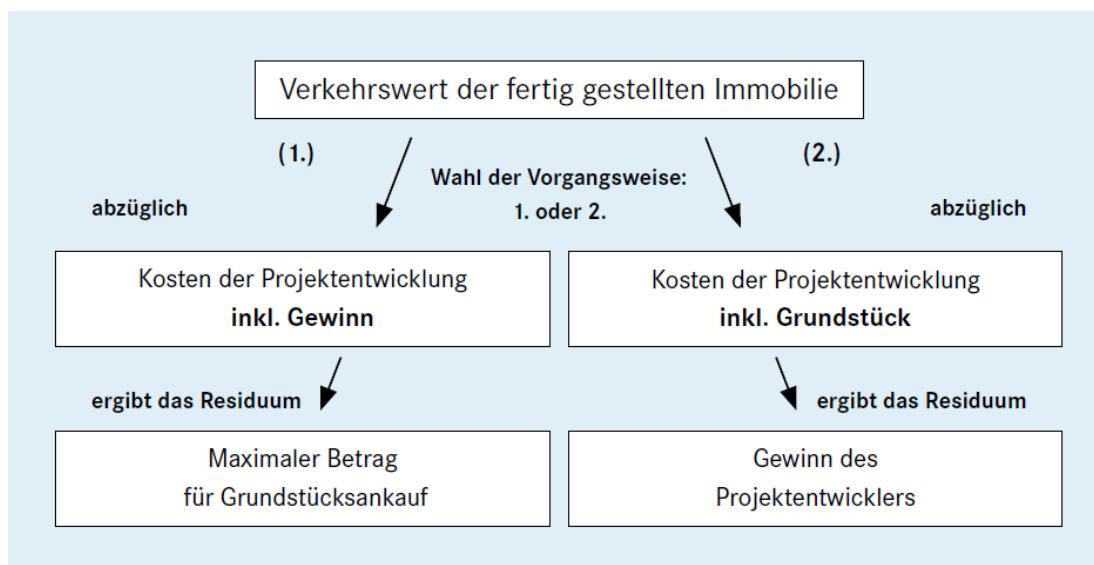 Verkehrswert der fertig gestellten Immobilie
(1.)
(2.)
Wahl der Vorgangsweise:
1. oder 2.
abzüglich
abzüglich
Kosten der Projektentwicklung
inkl. Gewinn
Kosten der Projektentwicklung
inkl. Grundstück
ergibt das Residuum
ergibt das Residuum
Maximaler Betrag
für Grundstücksankauf
Gewinn des
Projektentwicklers